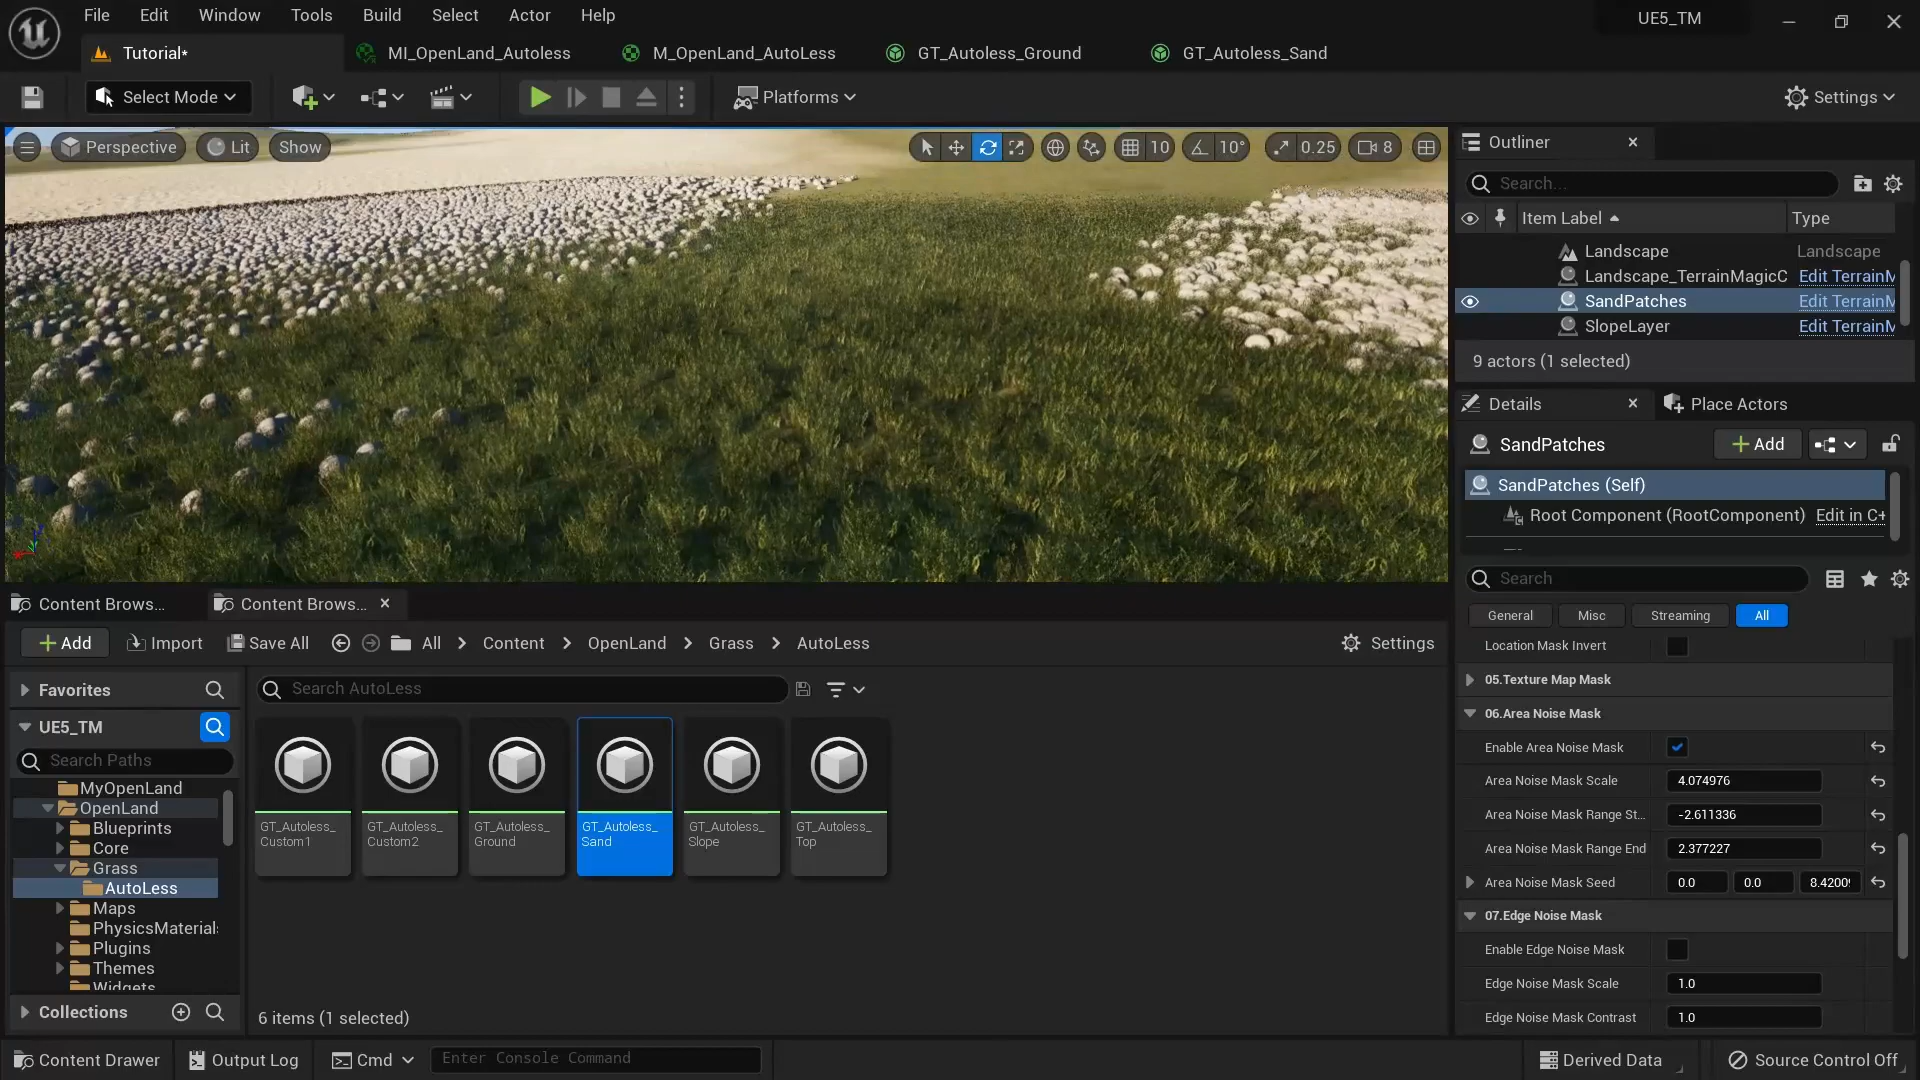 File Edit Window Tools Build Select Actor Help
UE5_TM
Tutorial*
MI_OpenLand_Autoless
M_OpenLand_AutoLess
GT_Autoless_Ground
GT_Autoless_Sand
Select Mode
Platforms
Settings
Perspective Lit Show
10 10° 0.25 8
Outliner
Search...
Item Label Type
Landscape Landscape
Landscape_TerrainMagicC Edit TerrainM
SandPatches Edit TerrainM
SlopeLayer Edit TerrainM
9 actors (1 selected)
Details
Place Actors
SandPatches
Add
SandPatches (Self)
Root Component (RootComponent) Edit in C+
Search
General Misc Streaming All
Location Mask Invert
05.Texture Map Mask
06.Area Noise Mask
Enable Area Noise Mask
Area Noise Mask Scale 4.074976
Area Noise Mask Range St... -2.611336
Area Noise Mask Range End 2.377227
Area Noise Mask Seed 0.0 0.0 8.4200
07.Edge Noise Mask
Enable Edge Noise Mask
Edge Noise Mask Scale 1.0
Edge Noise Mask Contrast 1.0
Content Brows...
Content Brows...
Add Import Save All All Content OpenLand Grass AutoLess
Settings
Favorites
UE5_TM
Search Paths
MyOpenLand
OpenLand
Blueprints
Core
Grass
AutoLess
Maps
PhysicsMaterial
Plugins
Themes
Widgets
Collections
Search AutoLess
GT_Autoless_
Custom1
GT_Autoless_
Custom2
GT_Autoless_
Ground
GT_Autoless_
Sand
GT_Autoless_
Slope
GT_Autoless_
Top
6 items (1 selected)
Content Drawer
Output Log
Cmd
Enter Console Command
Derived Data
Source Control Off